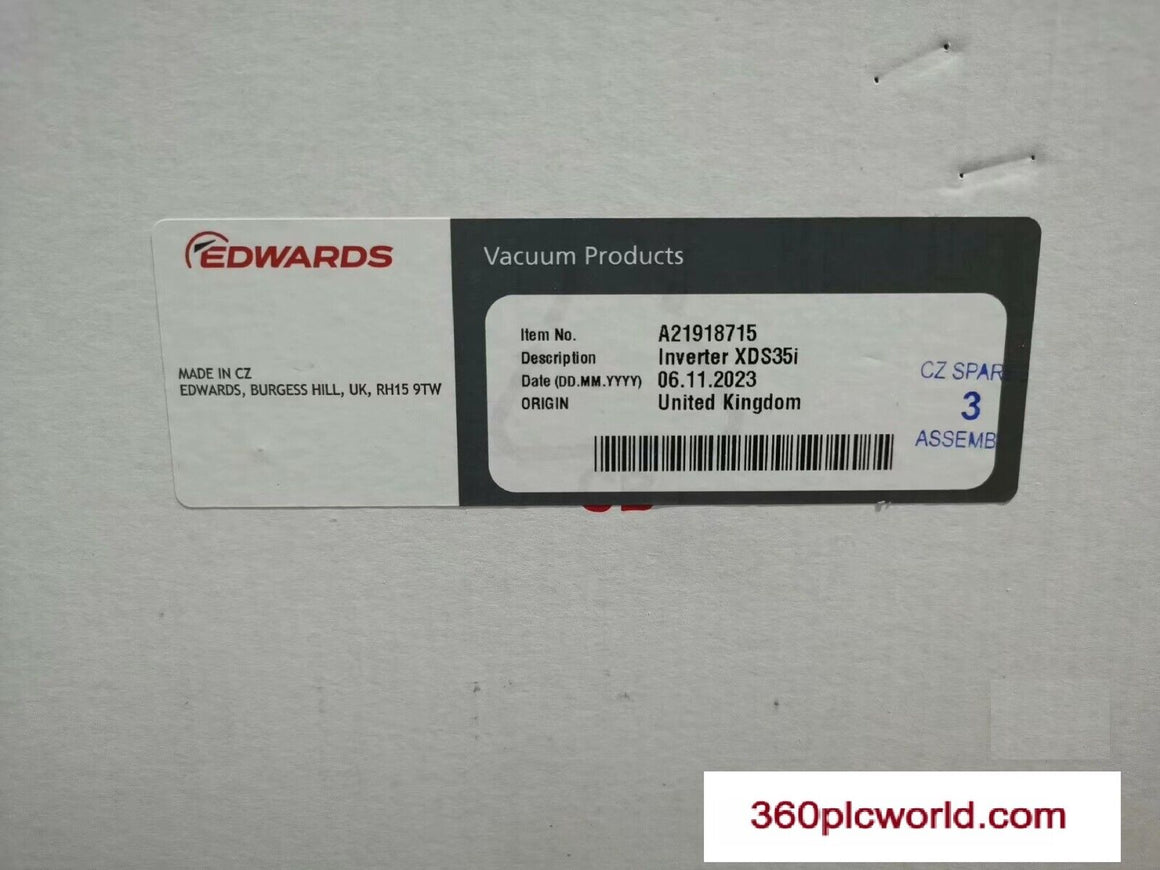 EDWARDS
MADE IN CZ
EDWARDS, BURGESS HILL, UK, RH15 9TW
Vacuum Products
Item No. A21918715
Description Inverter XDS35i
Date (DD.MM.YYYY) 06.11.2023
ORIGIN United Kingdom
CZ SPAR
3
ASSEMB
360plcworld.com